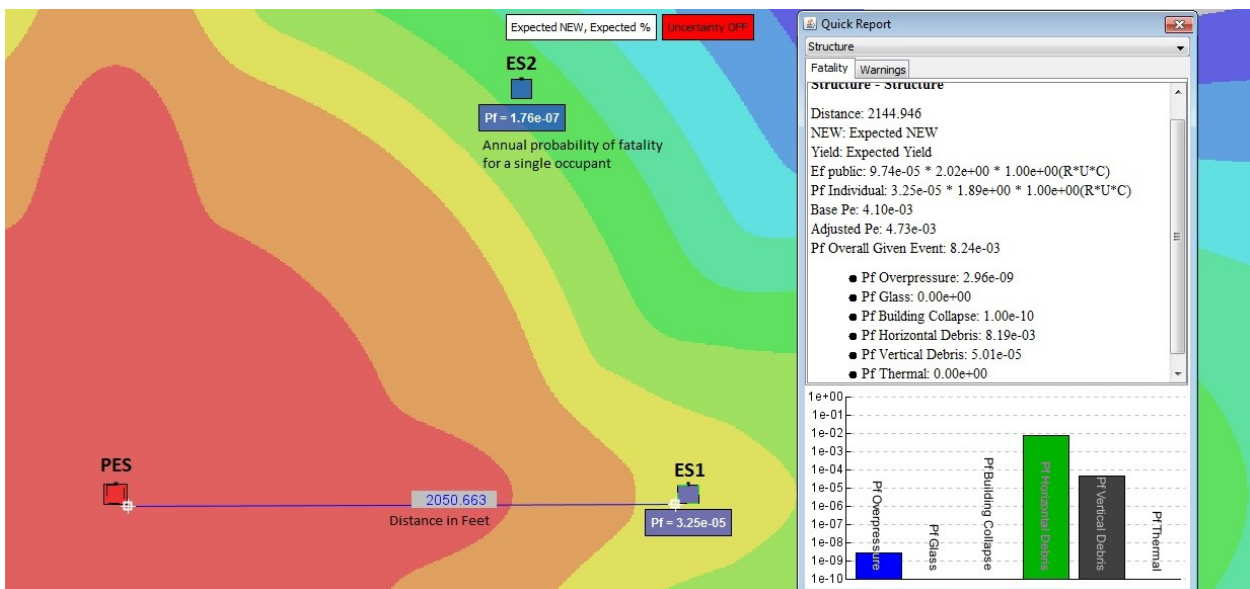 Expected NEW, Expected %
Uncertainty OFF
ES2
Pf = 1.76e-07
Annual probability of fatality
for a single occupant
PES
2050.663
Distance in Feet
ES1
Pf = 3.25e-05
Quick Report
Structure
Fatality
Warnings
Structure - Structure
Distance: 2144.946
NEW: Expected NEW
Yield: Expected Yield
Ef public: 9.74e-05 * 2.02e+00 * 1.00e+00(R*U*C)
Pf Individual: 3.25e-05 * 1.89e+00 * 1.00e+00(R*U*C)
Base Pe: 4.10e-03
Adjusted Pe: 4.73e-03
Pf Overall Given Event: 8.24e-03
Pf Overpressure: 2.96e-09
Pf Glass: 0.00e+00
Pf Building Collapse: 1.00e-10
Pf Horizontal Debris: 8.19e-03
Pf Vertical Debris: 5.01e-05
Pf Thermal: 0.00e+00
1e+00
1e-01
1e-02
1e-03
1e-04
1e-05
1e-06
1e-07
1e-08
1e-09
1e-10
Pf Overpressure
Pf Glass
Pf Building Collapse
Pf Horizontal Debris
Pf Vertical Debris
Pf Thermal